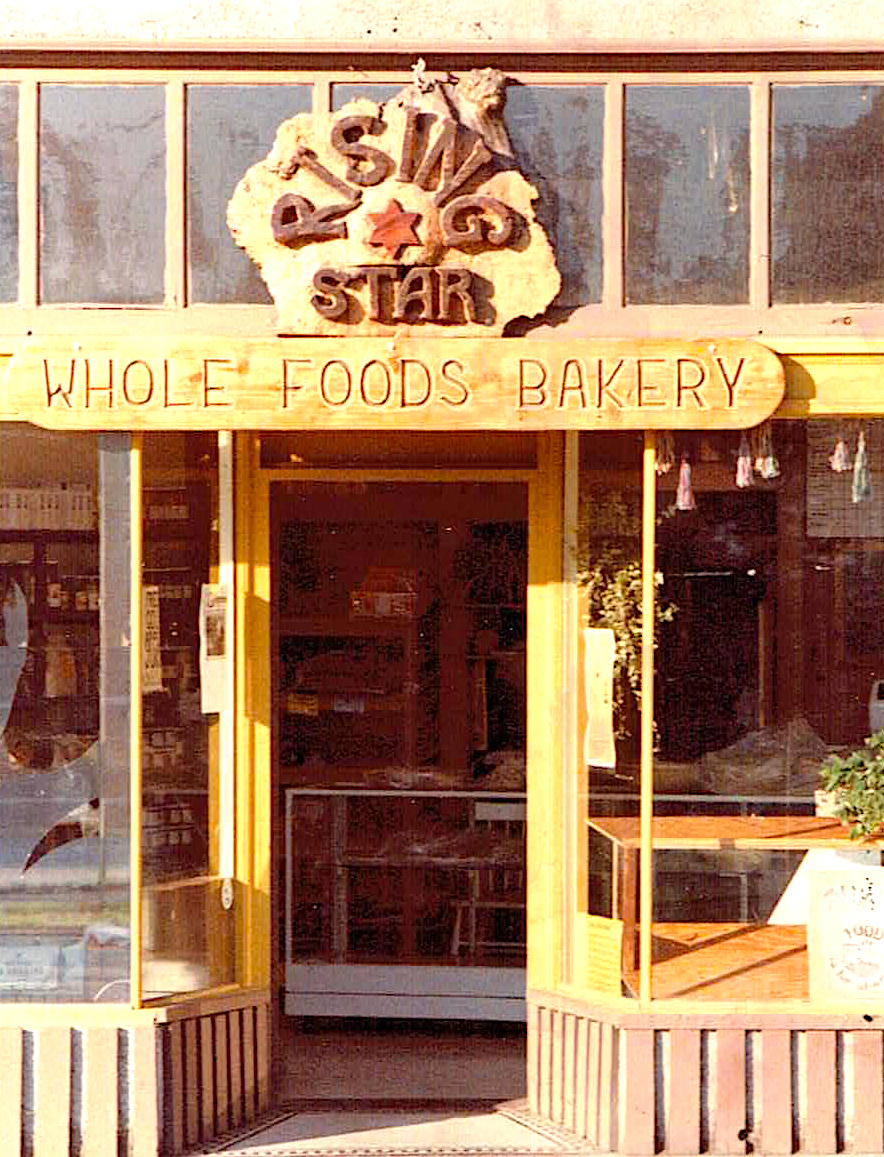 RISING
STAR
WHOLE FOODS BAKERY